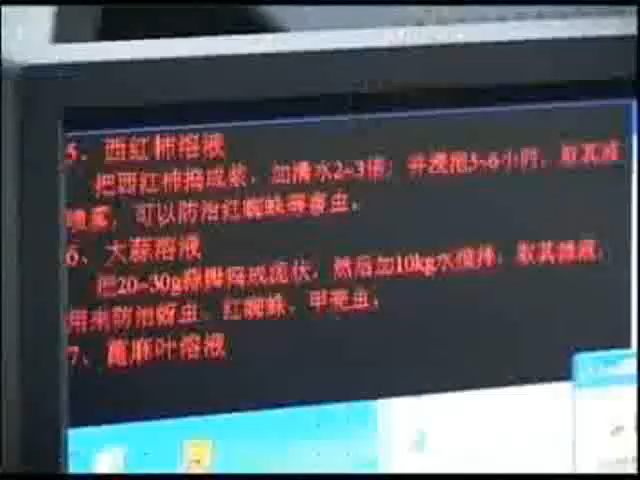 5、西红柿溶液
把西红柿捣成浆，加清水2~3倍，并浸泡5~6小时，取其
喷雾，可以防治红蜘蛛等害虫。
6、大蒜溶液
把20~30g蒜瓣捣成泥状，然后加10kg水搅拌，取其滤液，
用来防治蚜虫、红蜘蛛、甲壳虫。
7、蓖麻叶溶液